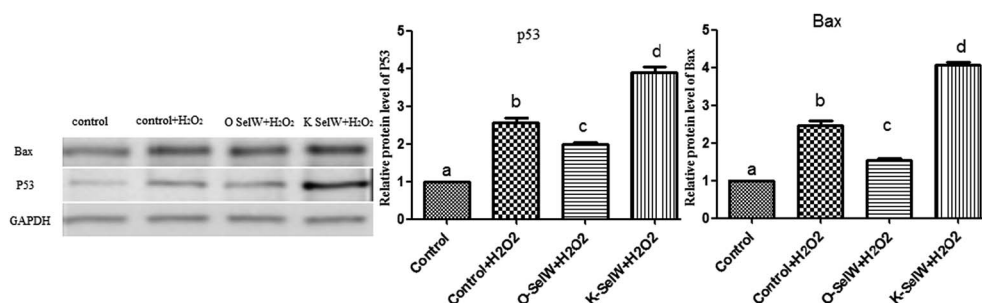 control control+H₂O₂ O SelW+H₂O₂ K SelW+H₂O₂
Bax
P53
GAPDH
p53
Relative protein level of P53
5
4
3
2
1
0
a
b
c
d
Control
Control+H2O2
O-SelW+H2O2
K-SelW+H2O2
Bax
Relative protein level of Bax
5
4
3
2
1
0
a
b
c
d
Control
Control+H2O2
O-SelW+H2O2
K-SelW+H2O2